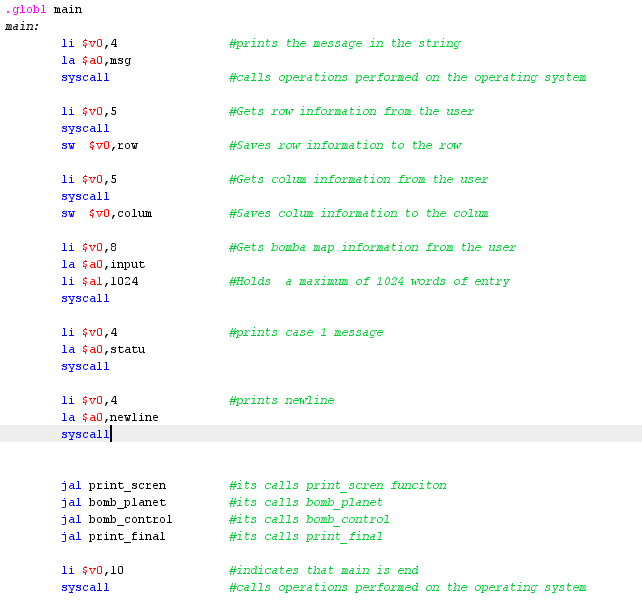 .globl main
main:
li $v0,4 #prints the message in the string
la $a0,msg
syscall #calls operations performed on the operating system
li $v0,5 #Gets row information from the user
syscall
sw $v0,row #Saves row information to the row
li $v0,5 #Gets colum information from the user
syscall
sw $v0,colum #Saves colum information to the colum
li $v0,8 #Gets bomba map information from the user
la $a0,input
li $a1,1024 #Holds a maximum of 1024 words of entry
syscall
li $v0,4 #prints case 1 message
la $a0,statu
syscall
li $v0,4 #prints newline
la $a0,newline
syscall
jal print_scren #its calls print_scren funciton
jal bomb_planet #its calls bomb_planet
jal bomb_control #its calls bomb_control
jal print_final #its calls print_final
li $v0,10 #indicates that main is end
syscall #calls operations performed on the operating system